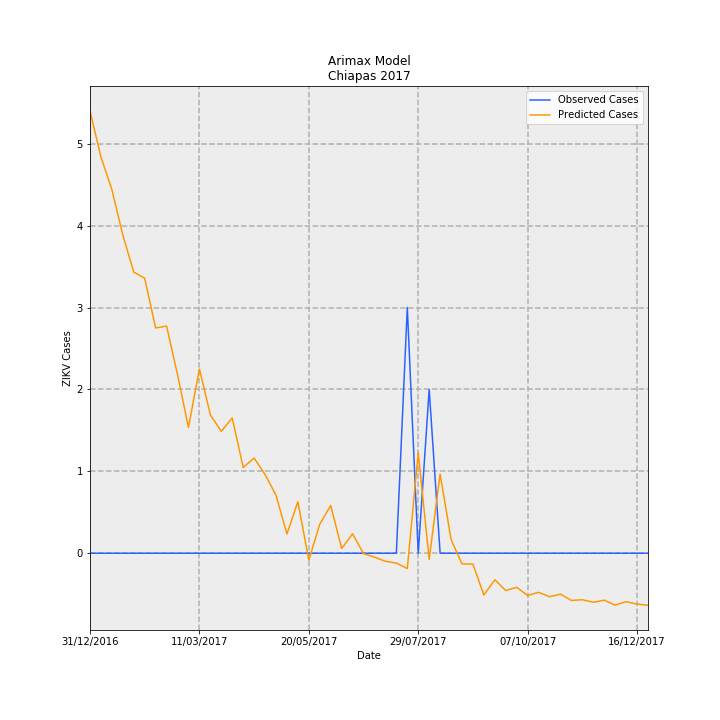 Arimax Model
Chiapas 2017
Observed Cases
Predicted Cases
5
4
3
2
1
0
ZIKV Cases
31/12/2016 11/03/2017 20/05/2017 29/07/2017 07/10/2017 16/12/2017
Date